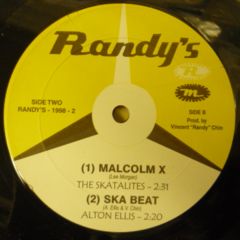 Randy's
R
M
SIDE TWO
RANDY'S - 1998 - 2
SIDE II
Prod. by
Vincent "Randy" Chin
(1) MALCOLM X
(Lee Morgan)
THE SKATALITES - 2:31
(2) SKA BEAT
(A. Ellis & V. Chin)
ALTON ELLIS - 2:20